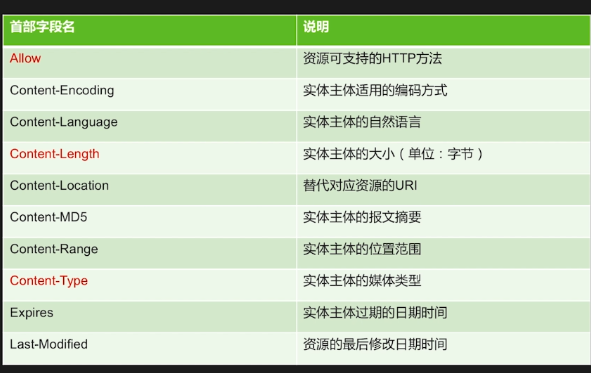 首部字段名 说明
Allow 资源可支持的HTTP方法
Content-Encoding 实体主体适用的编码方式
Content-Language 实体主体的自然语言
Content-Length 实体主体的大小（单位：字节）
Content-Location 替代对应资源的URI
Content-MD5 实体主体的报文摘要
Content-Range 实体主体的位置范围
Content-Type 实体主体的媒体类型
Expires 实体主体过期的日期时间
Last-Modified 资源的最后修改日期时间